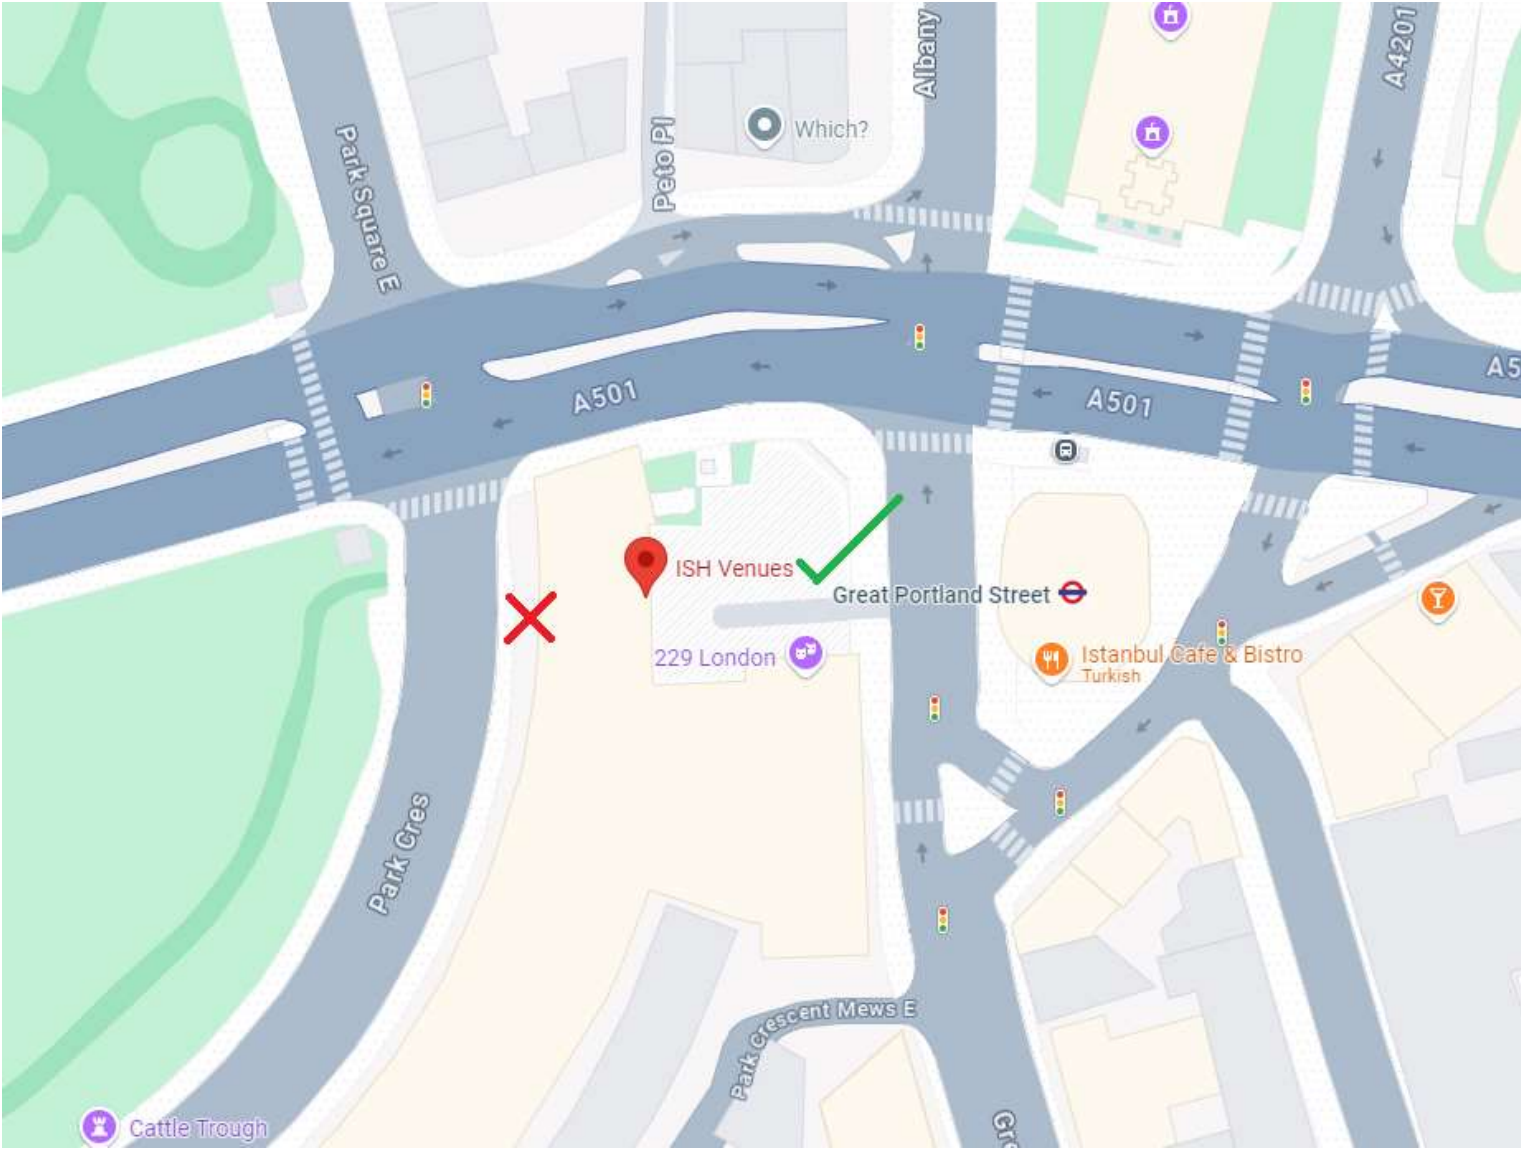 Albany
A4201
Park Square E
Peto Pl
Which?
A501
A501
A5
ISH Venues
Great Portland Street
229 London
Istanbul Cafe & Bistro
Turkish
Park Cres
Park Crescent Mews E
Gre
Cattle Trough